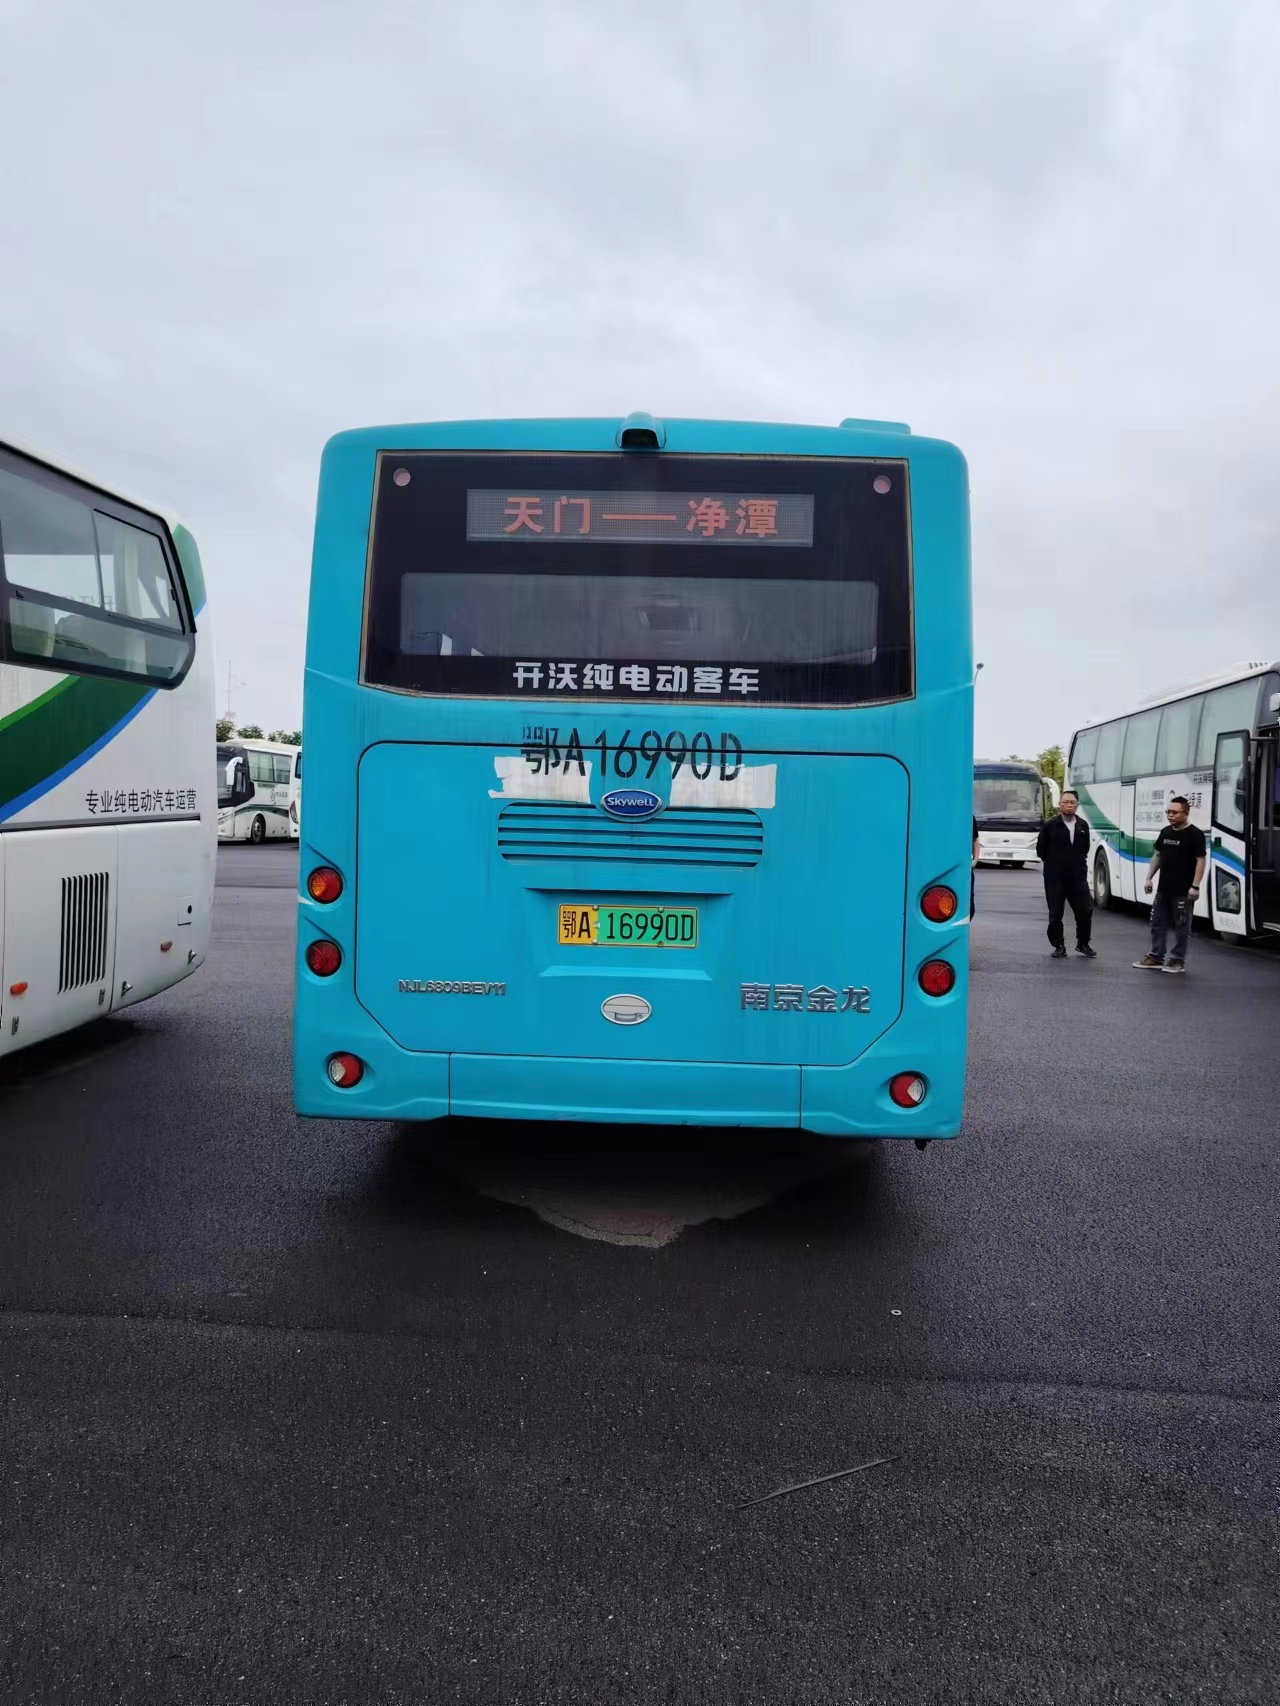 天门——净潭
开沃纯电动客车
鄂A16990D
SKYWELL
专业纯电动汽车运营
鄂A 16990D
NJL6809BEV11
南京金龙